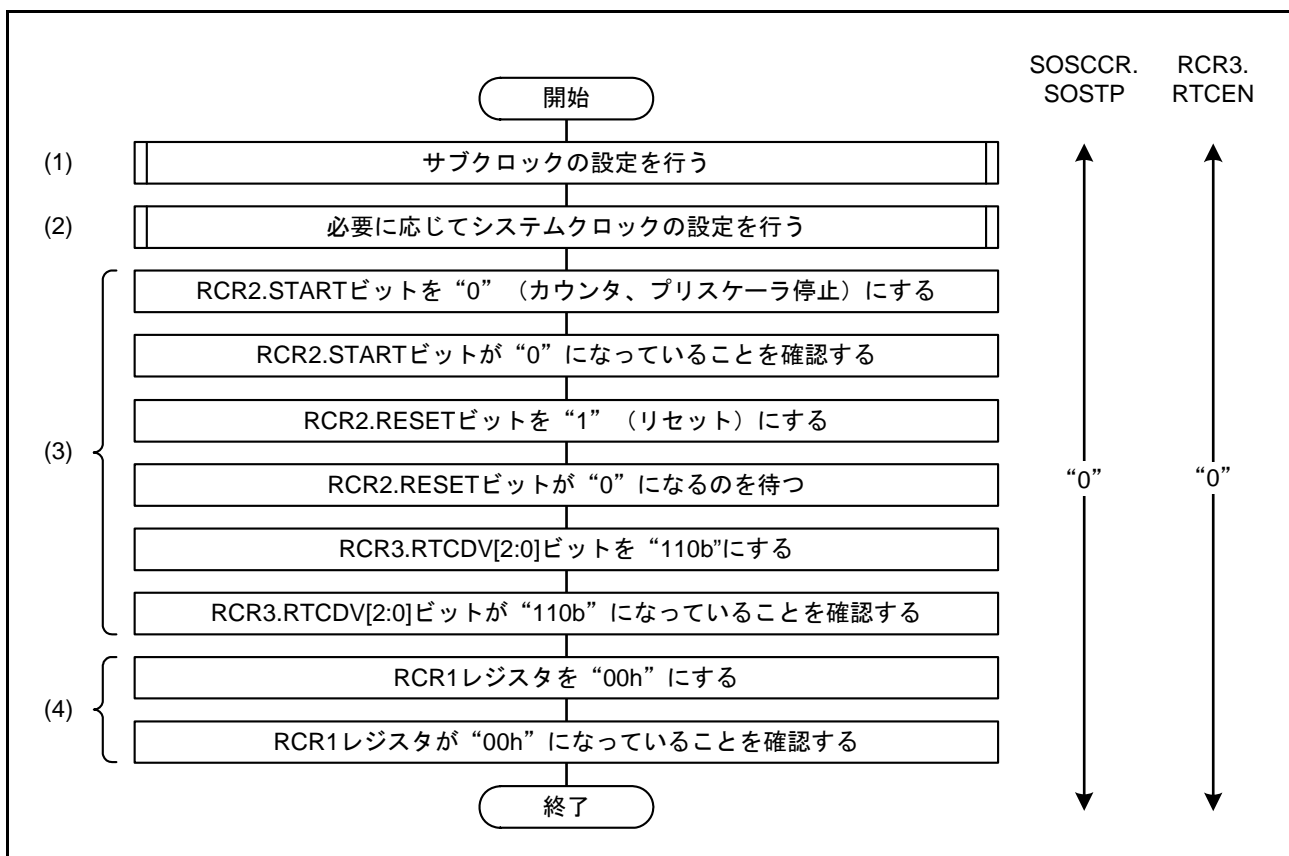 SOSCCR.
SOSTP
RCR3.
RTCEN
開始
(1)
サブクロックの設定を行う
(2)
必要に応じてシステムクロックの設定を行う
RCR2.STARTビットを“0”（カウンタ、プリスケーラ停止）にする
RCR2.STARTビットが“0”になっていることを確認する
RCR2.RESETビットを“1”（リセット）にする
(3)
RCR2.RESETビットが“0”になるのを待つ
“0”
“0”
RCR3.RTCDV[2:0]ビットを“110b”にする
RCR3.RTCDV[2:0]ビットが“110b”になっていることを確認する
RCR1レジスタを“00h”にする
(4)
RCR1レジスタが“00h”になっていることを確認する
終了